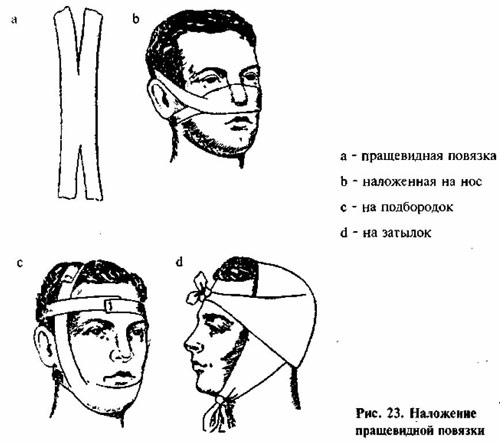 a
b
a - пращевидная повязка
b - наложенная на нос
c - на подбородок
d - на затылок
c
d
Рис. 23. Наложение
пращевидной повязки